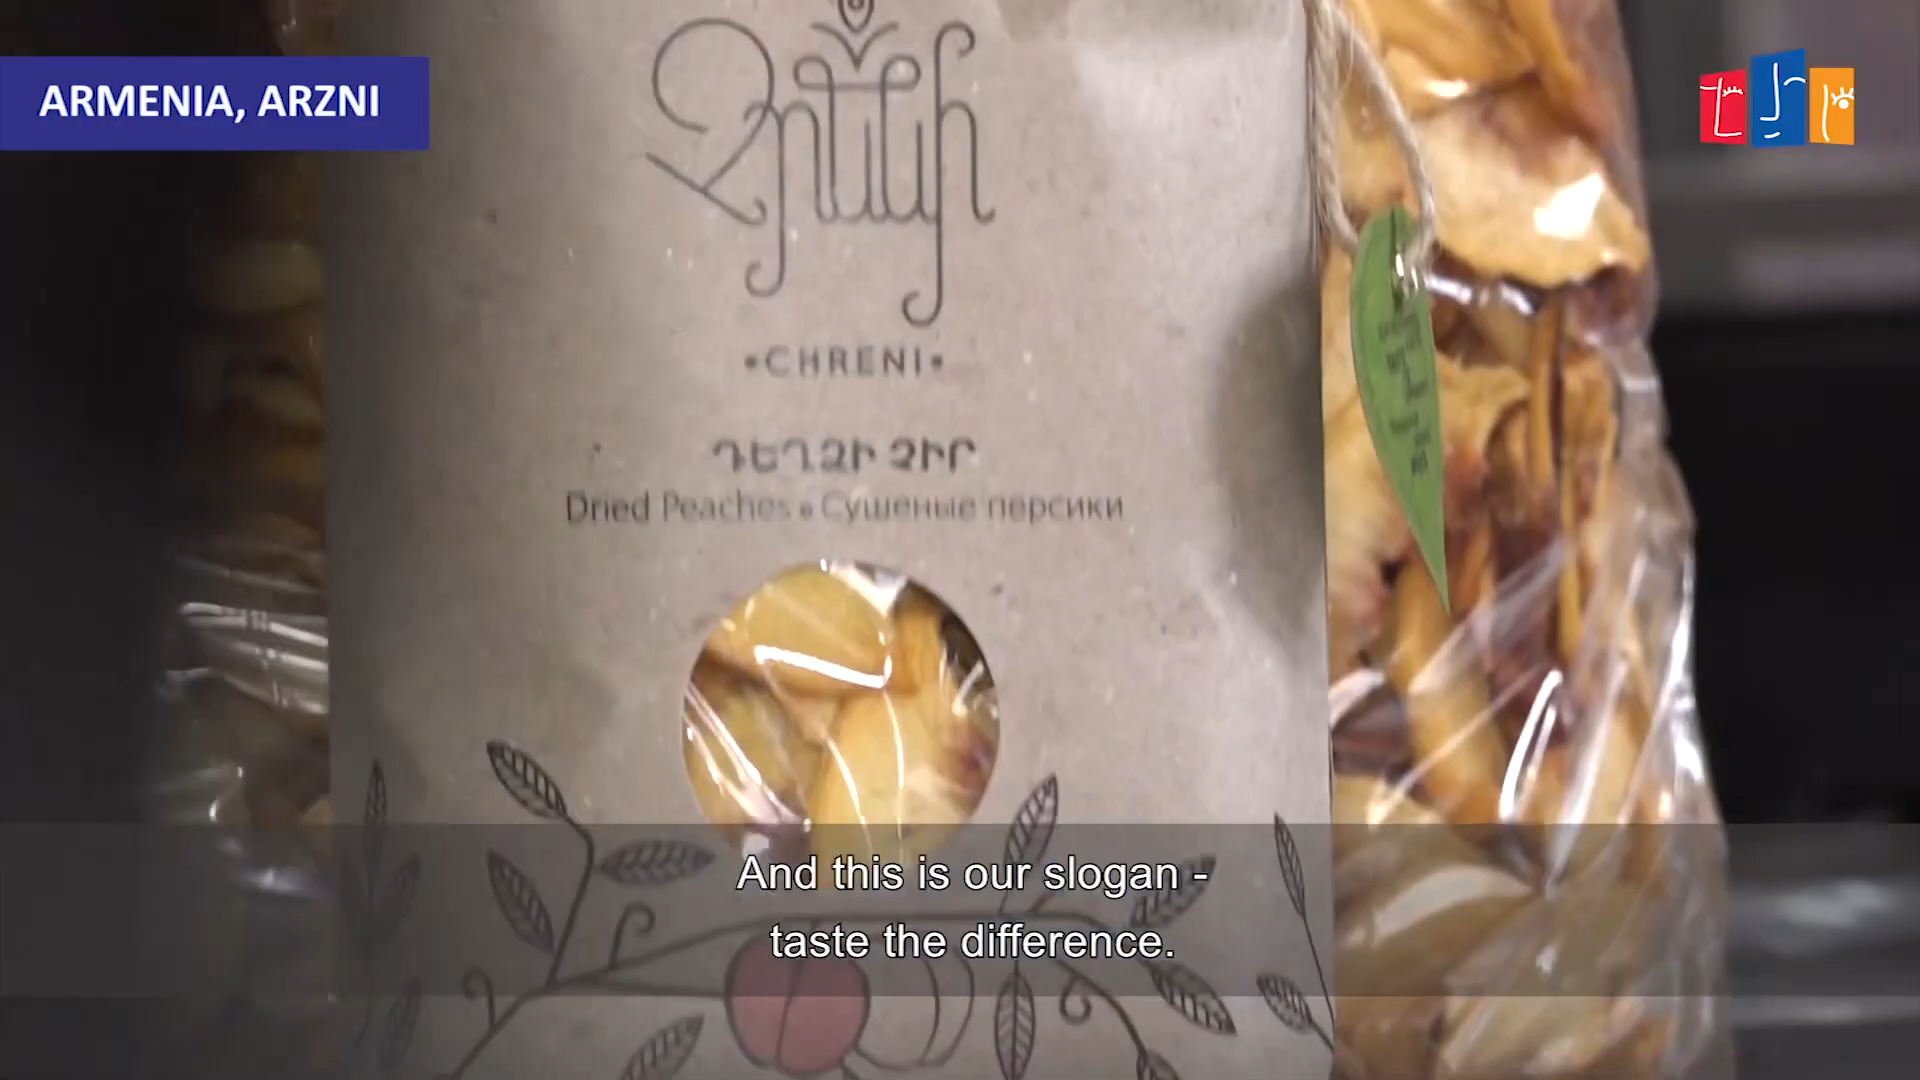 ARMENIA, ARZNI
Չրենի
•CHRENI•
ԴԵՂՁԻ ՉԻՐ
Dried Peaches • Сушеные персики
And this is our slogan -
taste the difference.